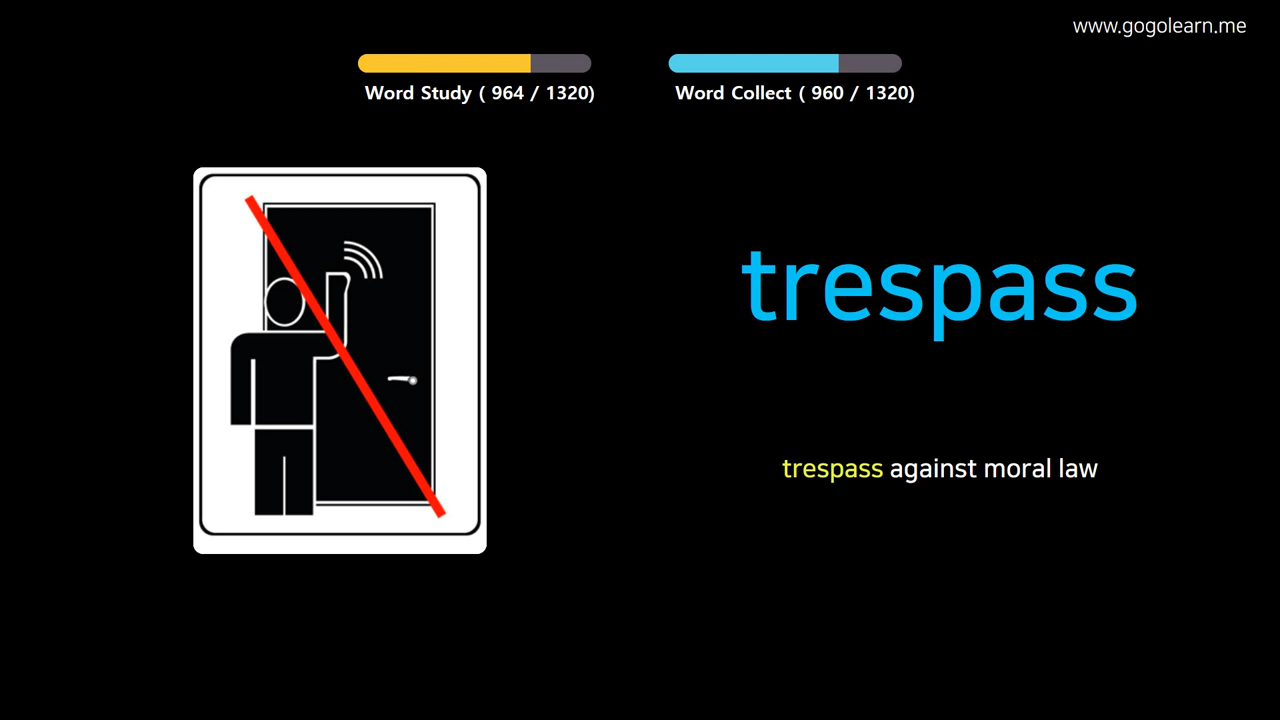 www.gogolearn.me
Word Study ( 964 / 1320)
Word Collect ( 960 / 1320)
trespass
trespass against moral law